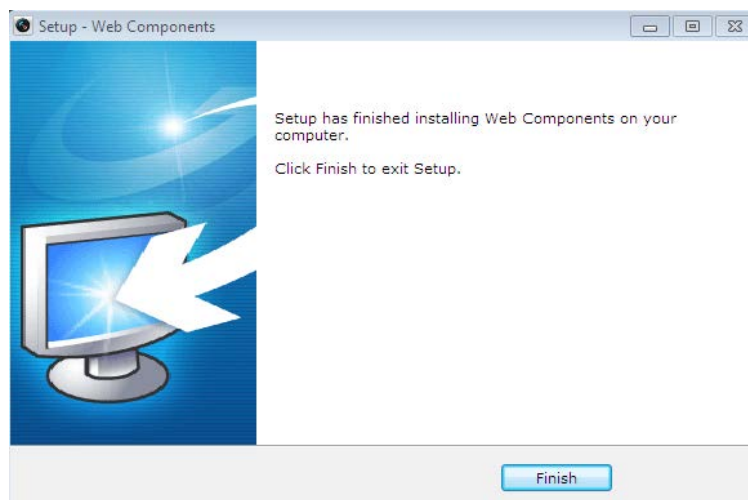 Setup - Web Components
Setup has finished installing Web Components on your
computer.
Click Finish to exit Setup.
Finish